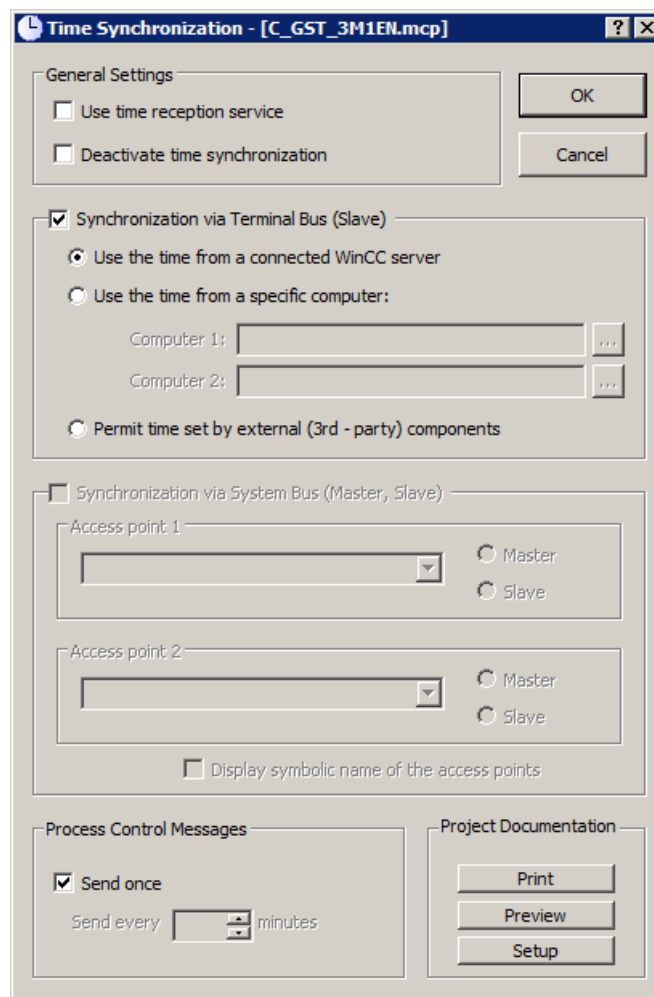 Time Synchronization - [C_GST_3M1EN.mcp]
General Settings
Use time reception service
Deactivate time synchronization
OK
Cancel
Synchronization via Terminal Bus (Slave)
Use the time from a connected WinCC server
Use the time from a specific computer:
Computer 1:
...
Computer 2:
...
Permit time set by external (3rd - party) components
Synchronization via System Bus (Master, Slave)
Access point 1
Master
Slave
Access point 2
Master
Slave
Display symbolic name of the access points
Process Control Messages
Send once
Send every minutes
Project Documentation
Print
Preview
Setup